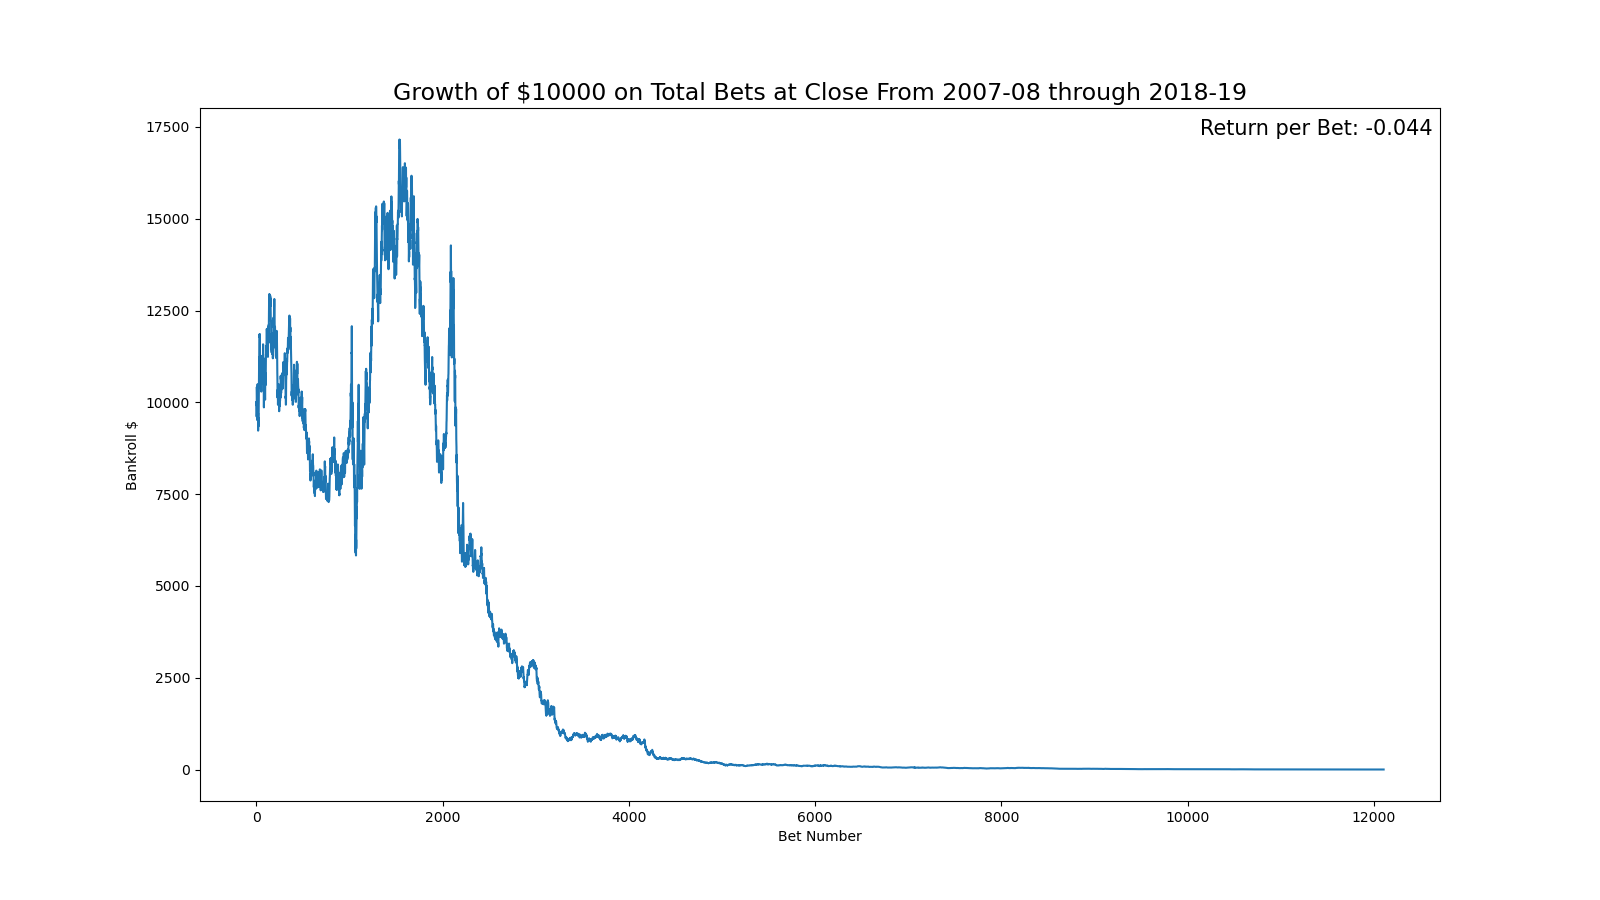 Growth of $10000 on Total Bets at Close From 2007-08 through 2018-19
Return per Bet: -0.044
17500
15000
12500
10000
7500
5000
2500
0
Bankroll $
0 2000 4000 6000 8000 10000 12000
Bet Number